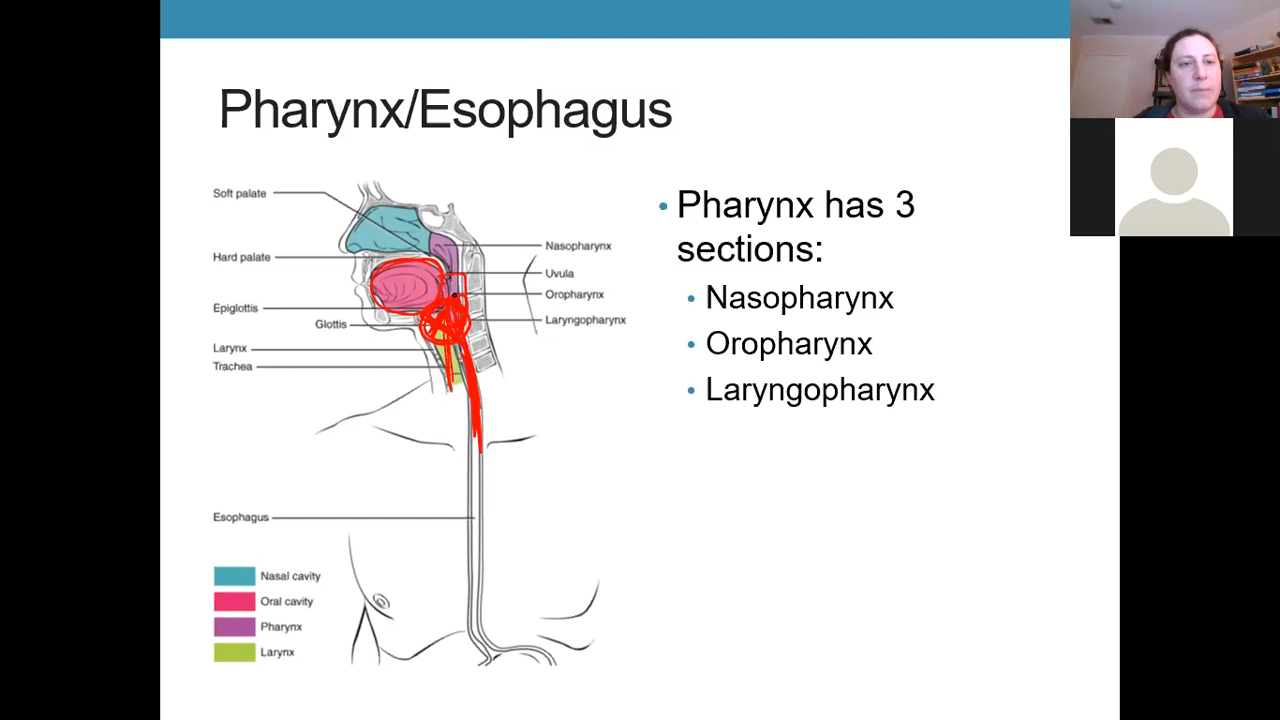 Pharynx/Esophagus
Soft palate
Hard palate
Epiglottis
Glottis
Larynx
Trachea
Nasopharynx
Uvula
Oropharynx
Laryngopharynx
Esophagus
Nasal cavity
Oral cavity
Pharynx
Larynx
• Pharynx has 3
sections:
• Nasopharynx
• Oropharynx
• Laryngopharynx